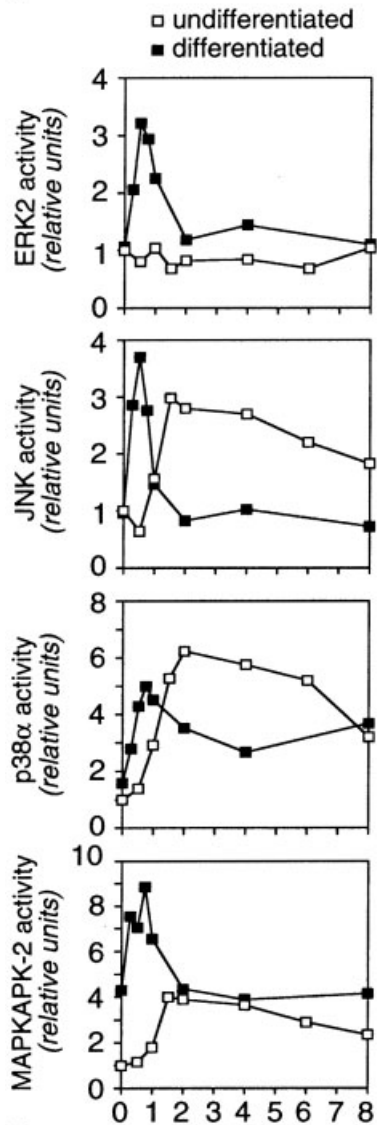 □ undifferentiated
■ differentiated
ERK2 activity
(relative units)
4
3
2
1
0
JNK activity
(relative units)
4
3
2
1
0
p38α activity
(relative units)
8
6
4
2
0
MAPKAPK-2 activity
(relative units)
10
8
6
4
2
0
0 1 2 3 4 5 6 7 8